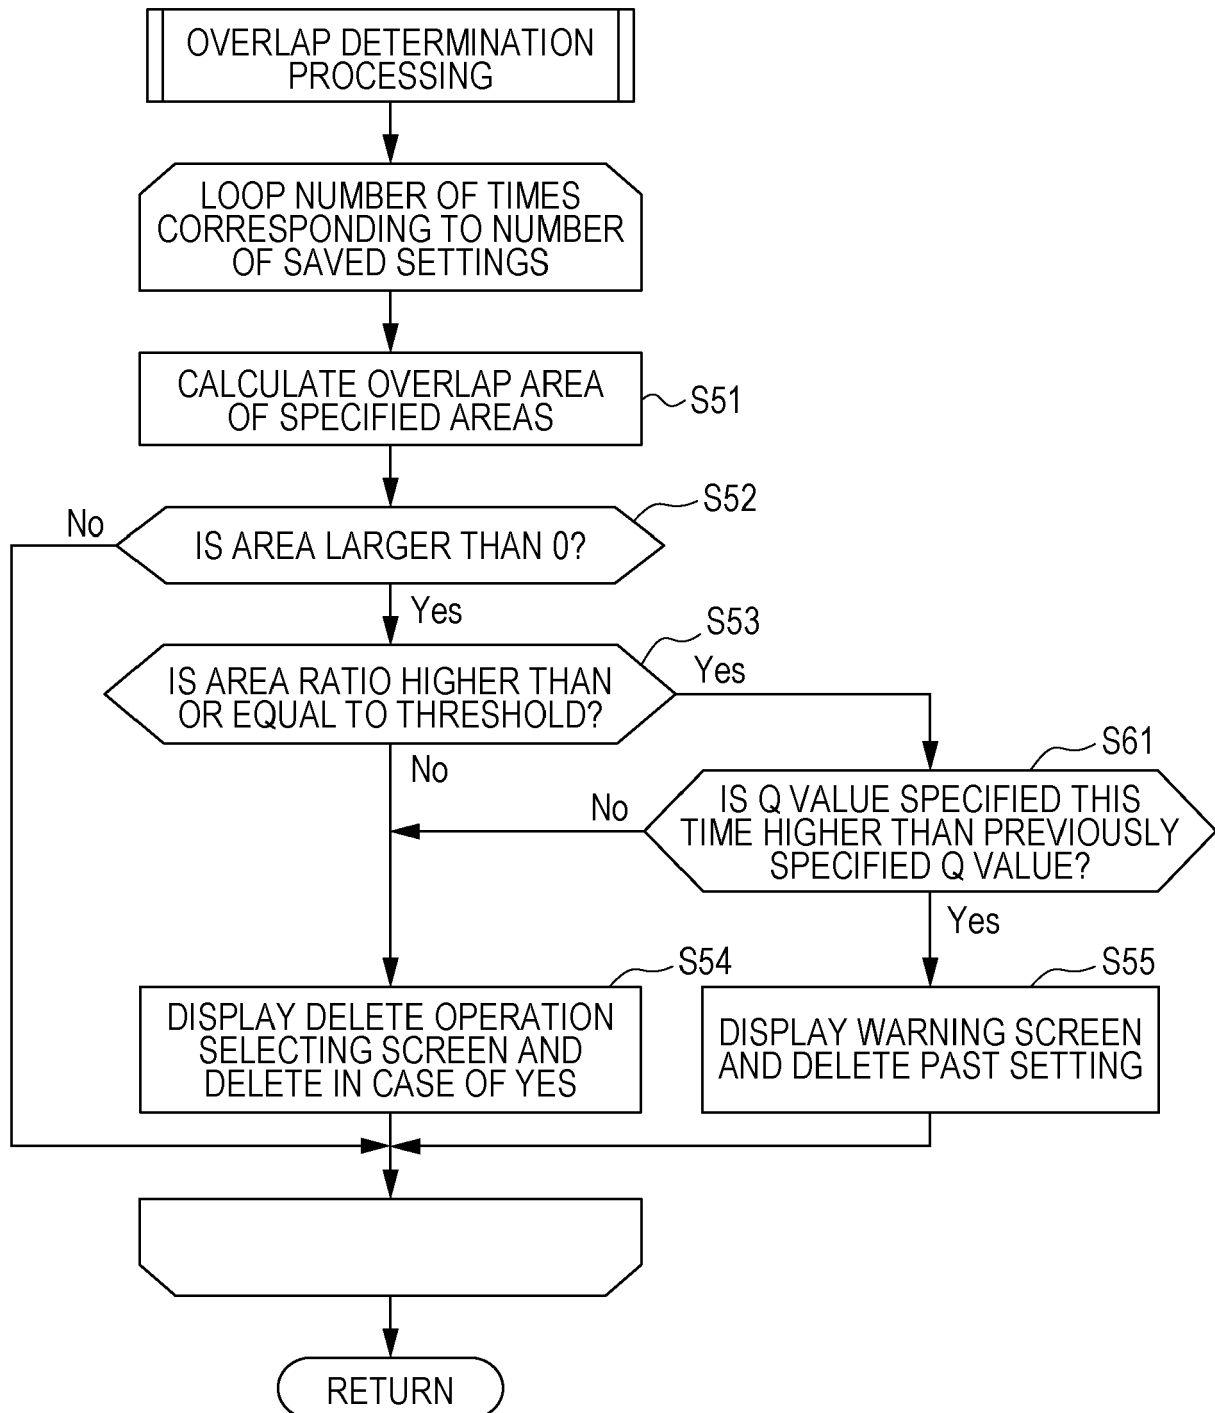 OVERLAP DETERMINATION
PROCESSING
LOOP NUMBER OF TIMES
CORRESPONDING TO NUMBER
OF SAVED SETTINGS
CALCULATE OVERLAP AREA
OF SPECIFIED AREAS
S51
S52
No
IS AREA LARGER THAN 0?
Yes
S53
IS AREA RATIO HIGHER THAN
OR EQUAL TO THRESHOLD?
Yes
No
S61
No
IS Q VALUE SPECIFIED THIS
TIME HIGHER THAN PREVIOUSLY
SPECIFIED Q VALUE?
Yes
S54
DISPLAY DELETE OPERATION
SELECTING SCREEN AND
DELETE IN CASE OF YES
S55
DISPLAY WARNING SCREEN
AND DELETE PAST SETTING
RETURN